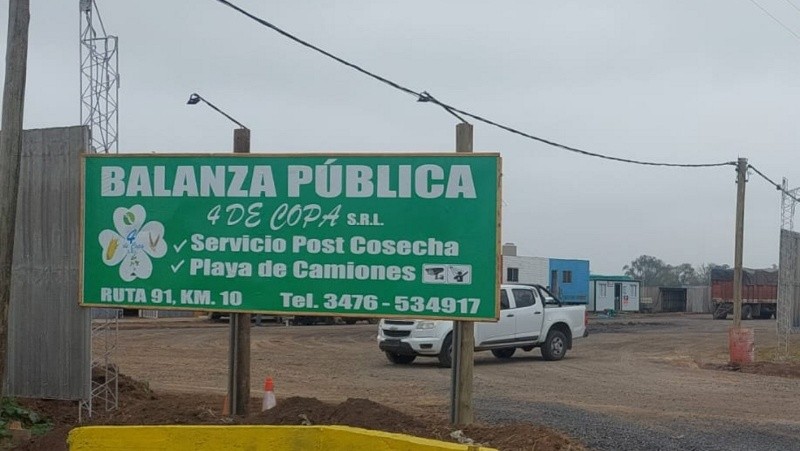 BALANZA PÚBLICA
4 DE COPA S.R.L.
✓ Servicio Post Cosecha
✓ Playa de Camiones
RUTA 91, KM. 10 Tel. 3476 - 534917